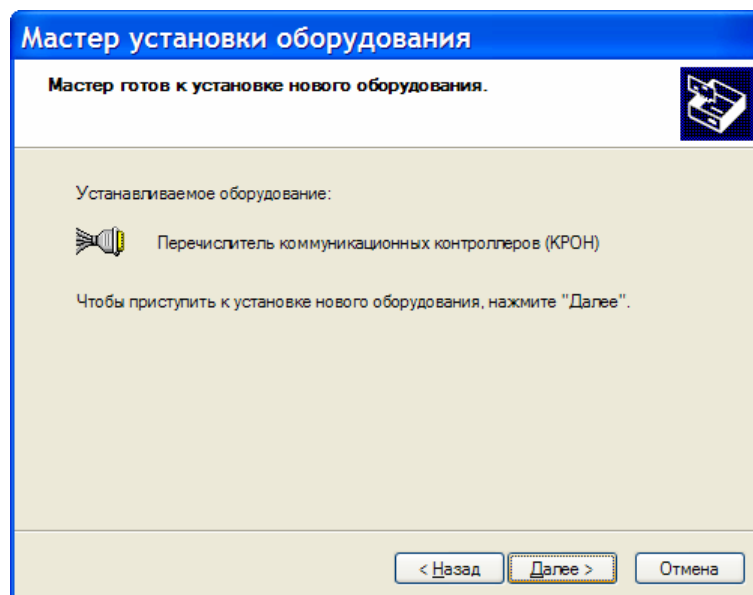 Мастер установки оборудования
Мастер готов к установке нового оборудования.
Устанавливаемое оборудование:
Перечислитель коммуникационных контроллеров (КРОН)
Чтобы приступить к установке нового оборудования, нажмите "Далее".
< Назад
Далее >
Отмена